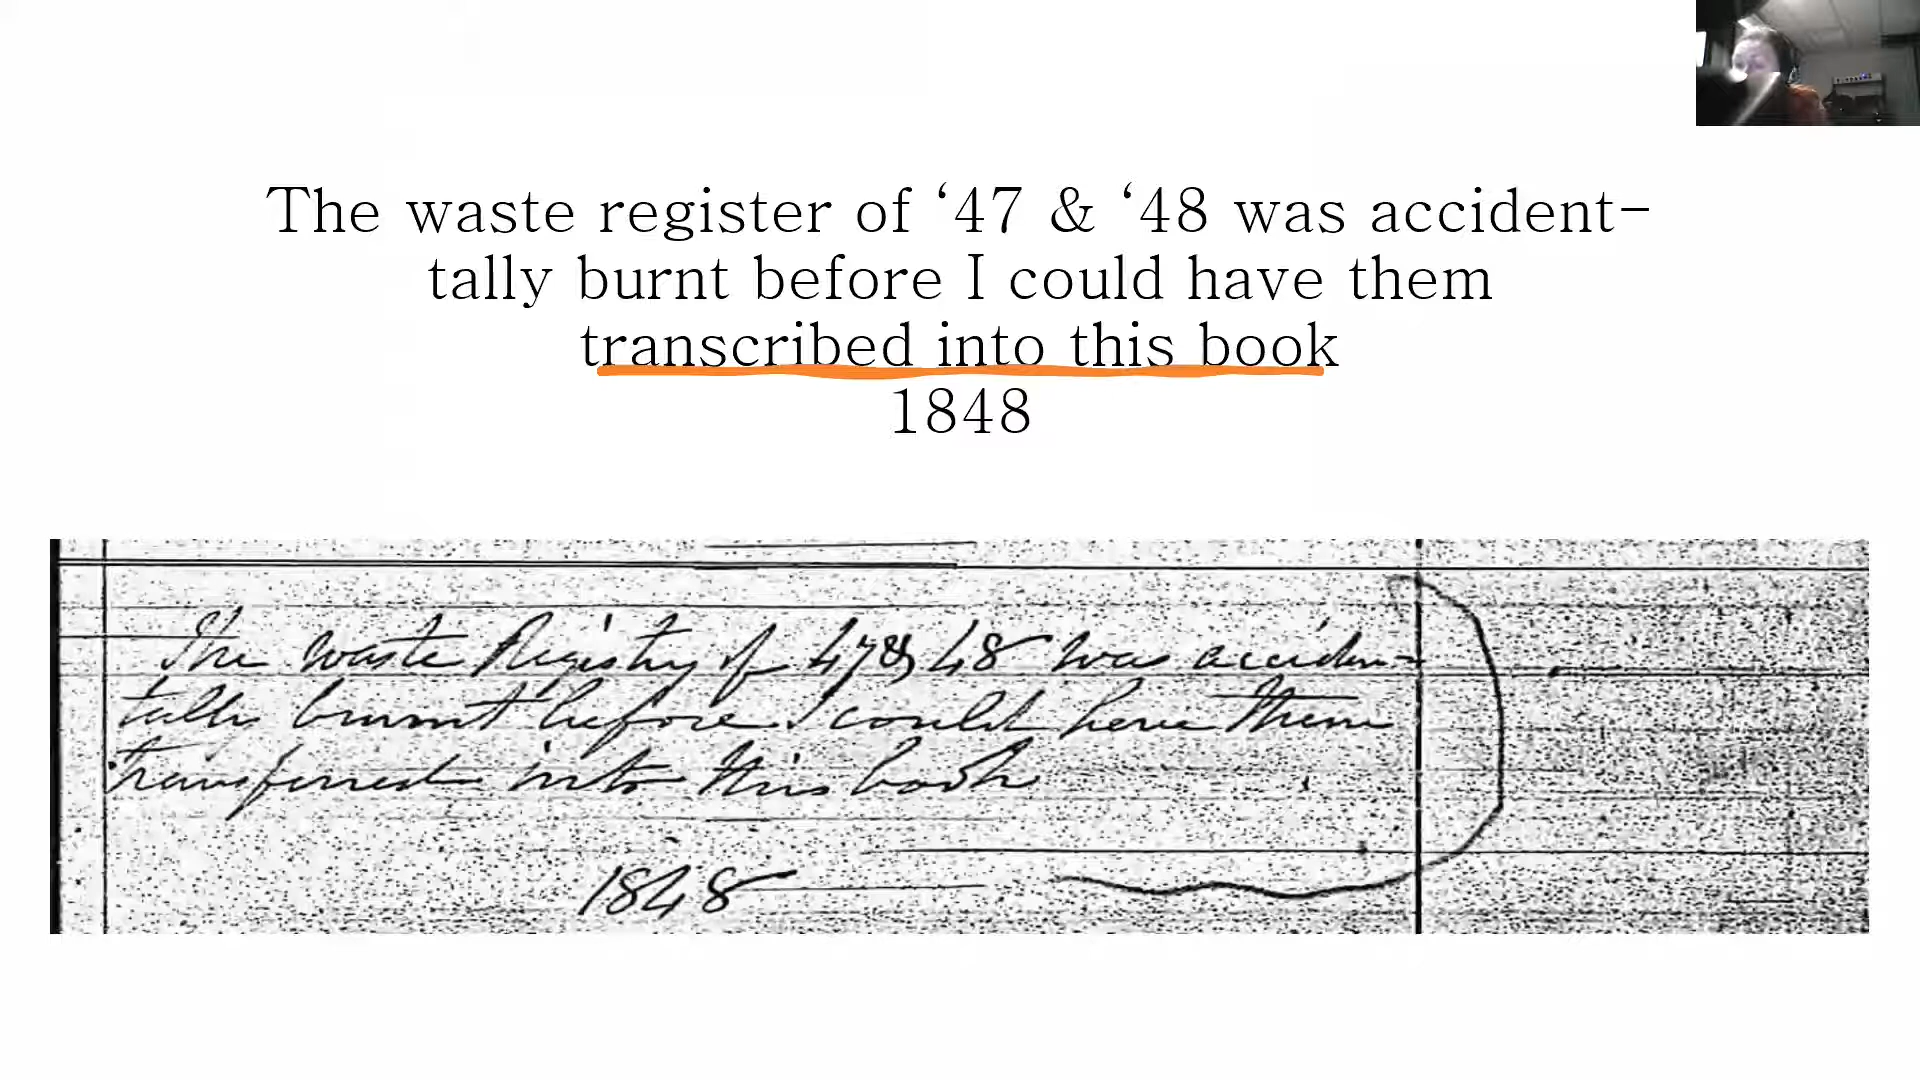 The waste register of ‘47 & ‘48 was accident-
tally burnt before I could have them
transcribed into this book
1848
The waste Registry of 47 & 48 was acciden-
tally burnt before I could have them
transferred into this book
1848